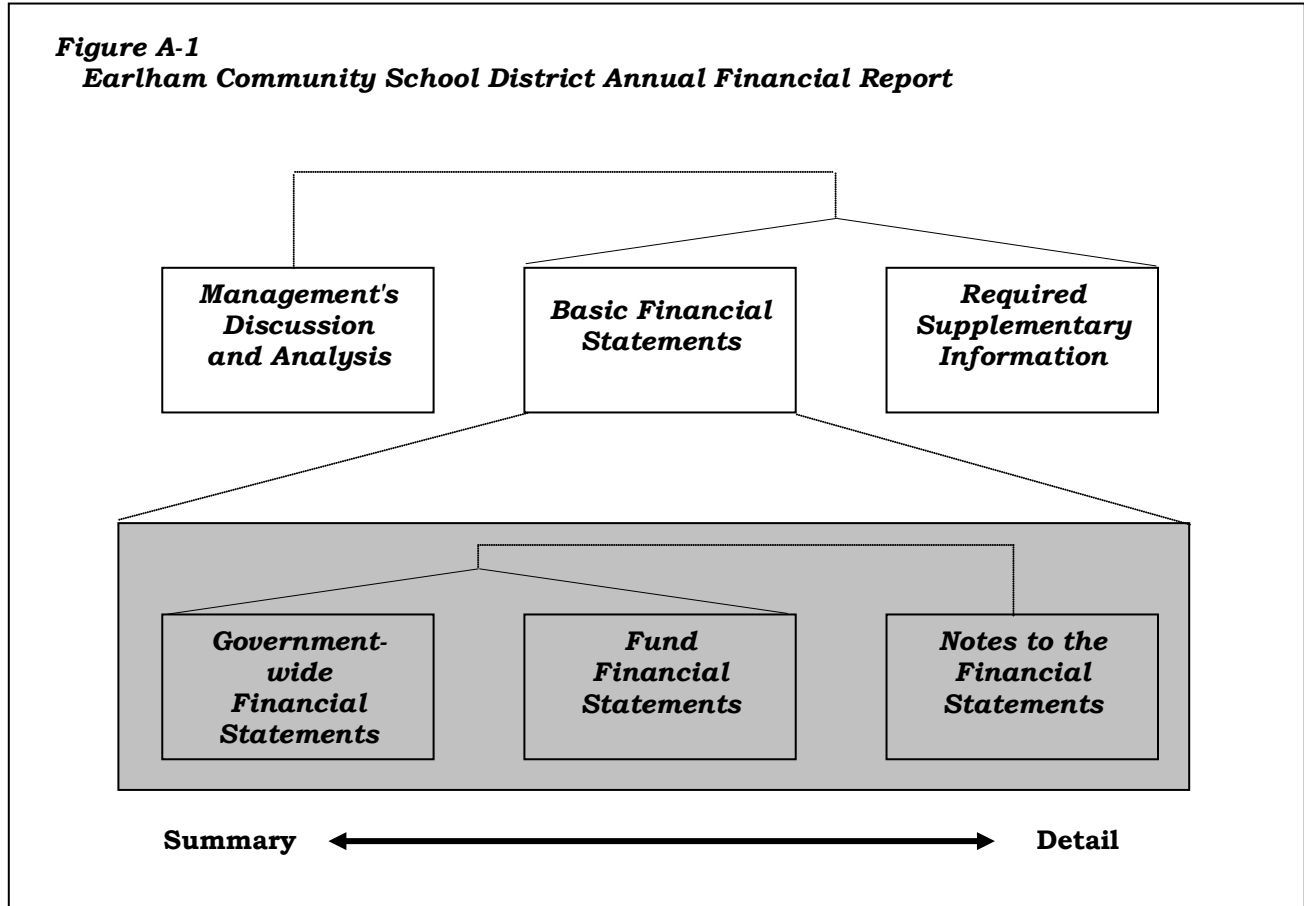 Figure A-1
Earlham Community School District Annual Financial Report
Management's
Discussion
and Analysis
Basic Financial
Statements
Required
Supplementary
Information
Government-
wide
Financial
Statements
Fund
Financial
Statements
Notes to the
Financial
Statements
Summary
Detail